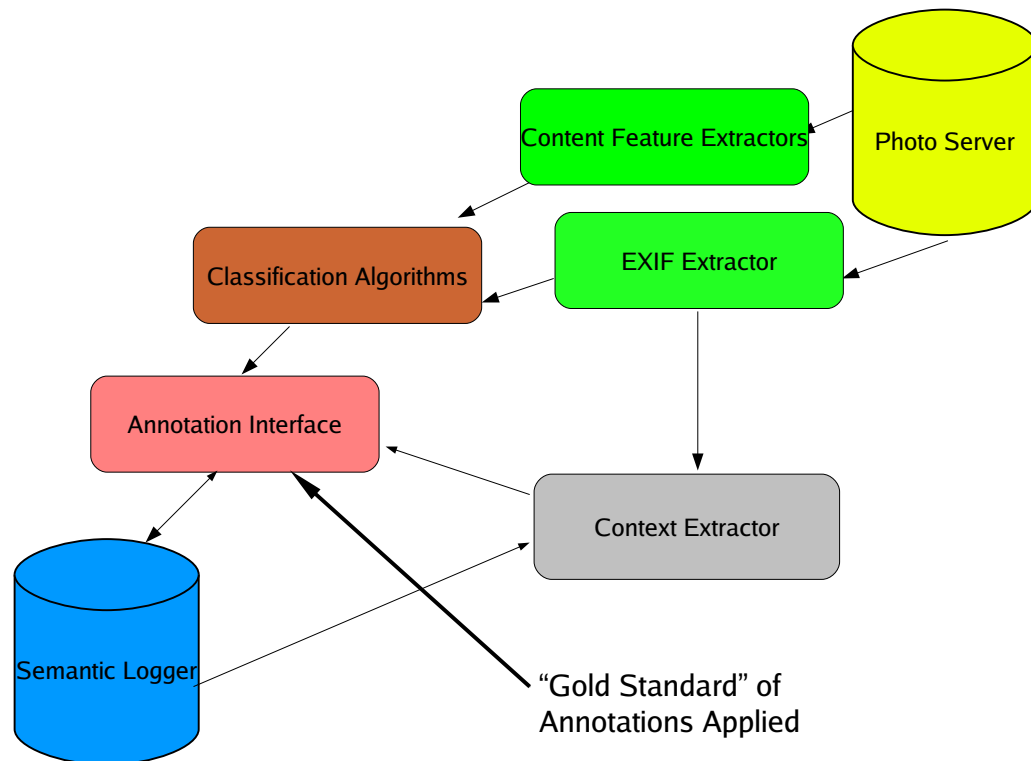 Content Feature Extractors
Photo Server
EXIF Extractor
Classification Algorithms
Annotation Interface
Context Extractor
Semantic Logger
“Gold Standard” of
Annotations Applied